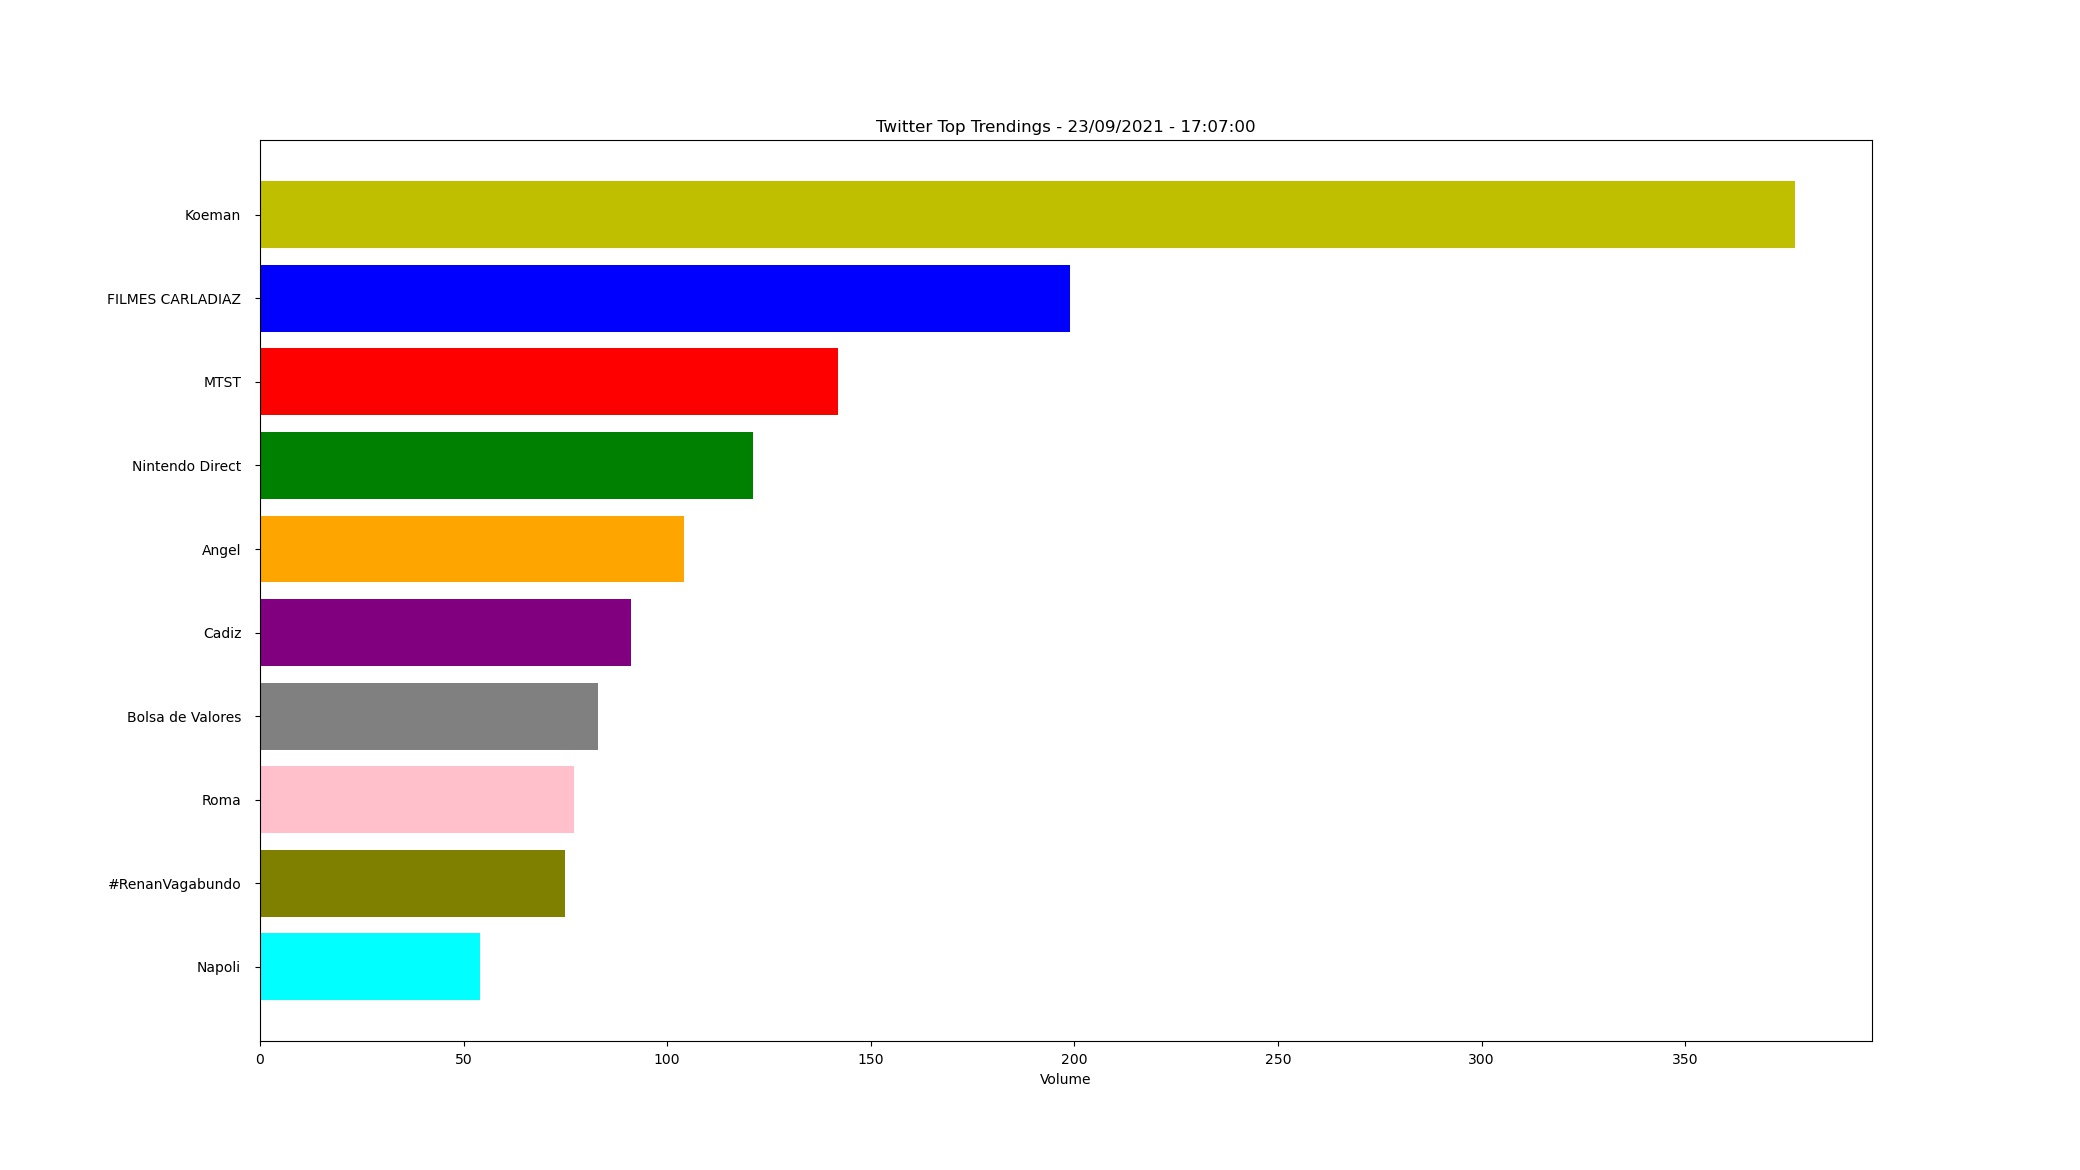 Twitter Top Trendings - 23/09/2021 - 17:07:00
Koeman
FILMES CARLADIAZ
MTST
Nintendo Direct
Angel
Cadiz
Bolsa de Valores
Roma
#RenanVagabundo
Napoli
0 50 100 150 200 250 300 350
Volume